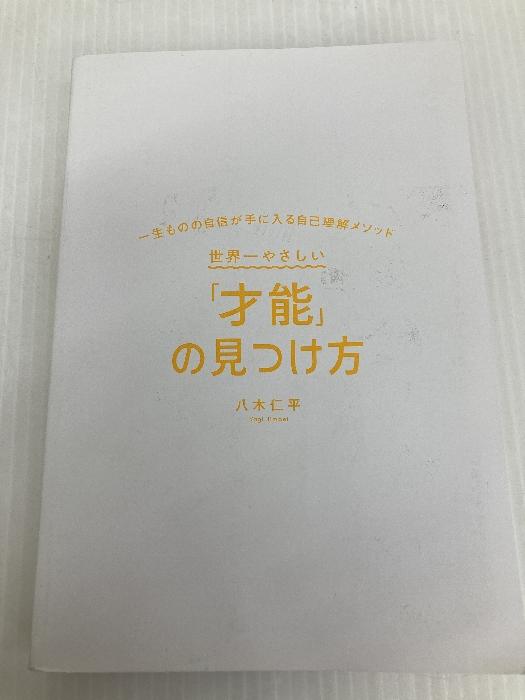 一生ものの自信が手に入る自己理解メソッド
世界一やさしい
「才能」
の見つけ方
八木仁平
Yagi Jimpei